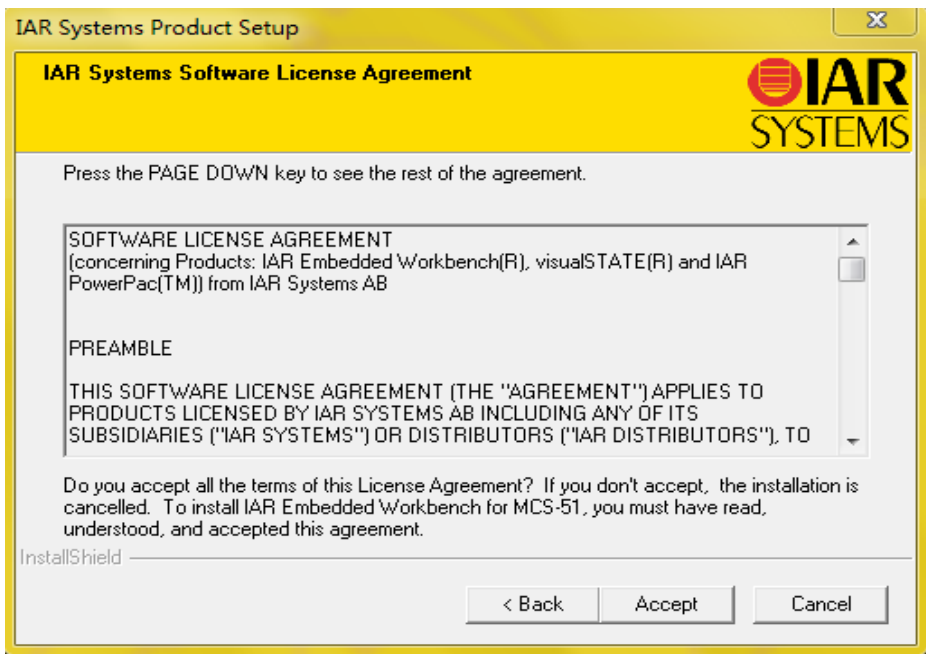 IAR Systems Product Setup
IAR Systems Software License Agreement
IAR
SYSTEMS
Press the PAGE DOWN key to see the rest of the agreement.
SOFTWARE LICENSE AGREEMENT
(concerning Products: IAR Embedded Workbench(R), visualSTATE(R) and IAR
PowerPac(TM)) from IAR Systems AB
PREAMBLE
THIS SOFTWARE LICENSE AGREEMENT (THE "AGREEMENT") APPLIES TO
PRODUCTS LICENSED BY IAR SYSTEMS AB INCLUDING ANY OF ITS
SUBSIDIARIES ("IAR SYSTEMS") OR DISTRIBUTORS ("IAR DISTRIBUTORS"), TO
Do you accept all the terms of this License Agreement?  If you don't accept,  the installation is
cancelled.  To install IAR Embedded Workbench for MCS-51, you must have read,
understood, and accepted this agreement.
InstallShield
< Back
Accept
Cancel